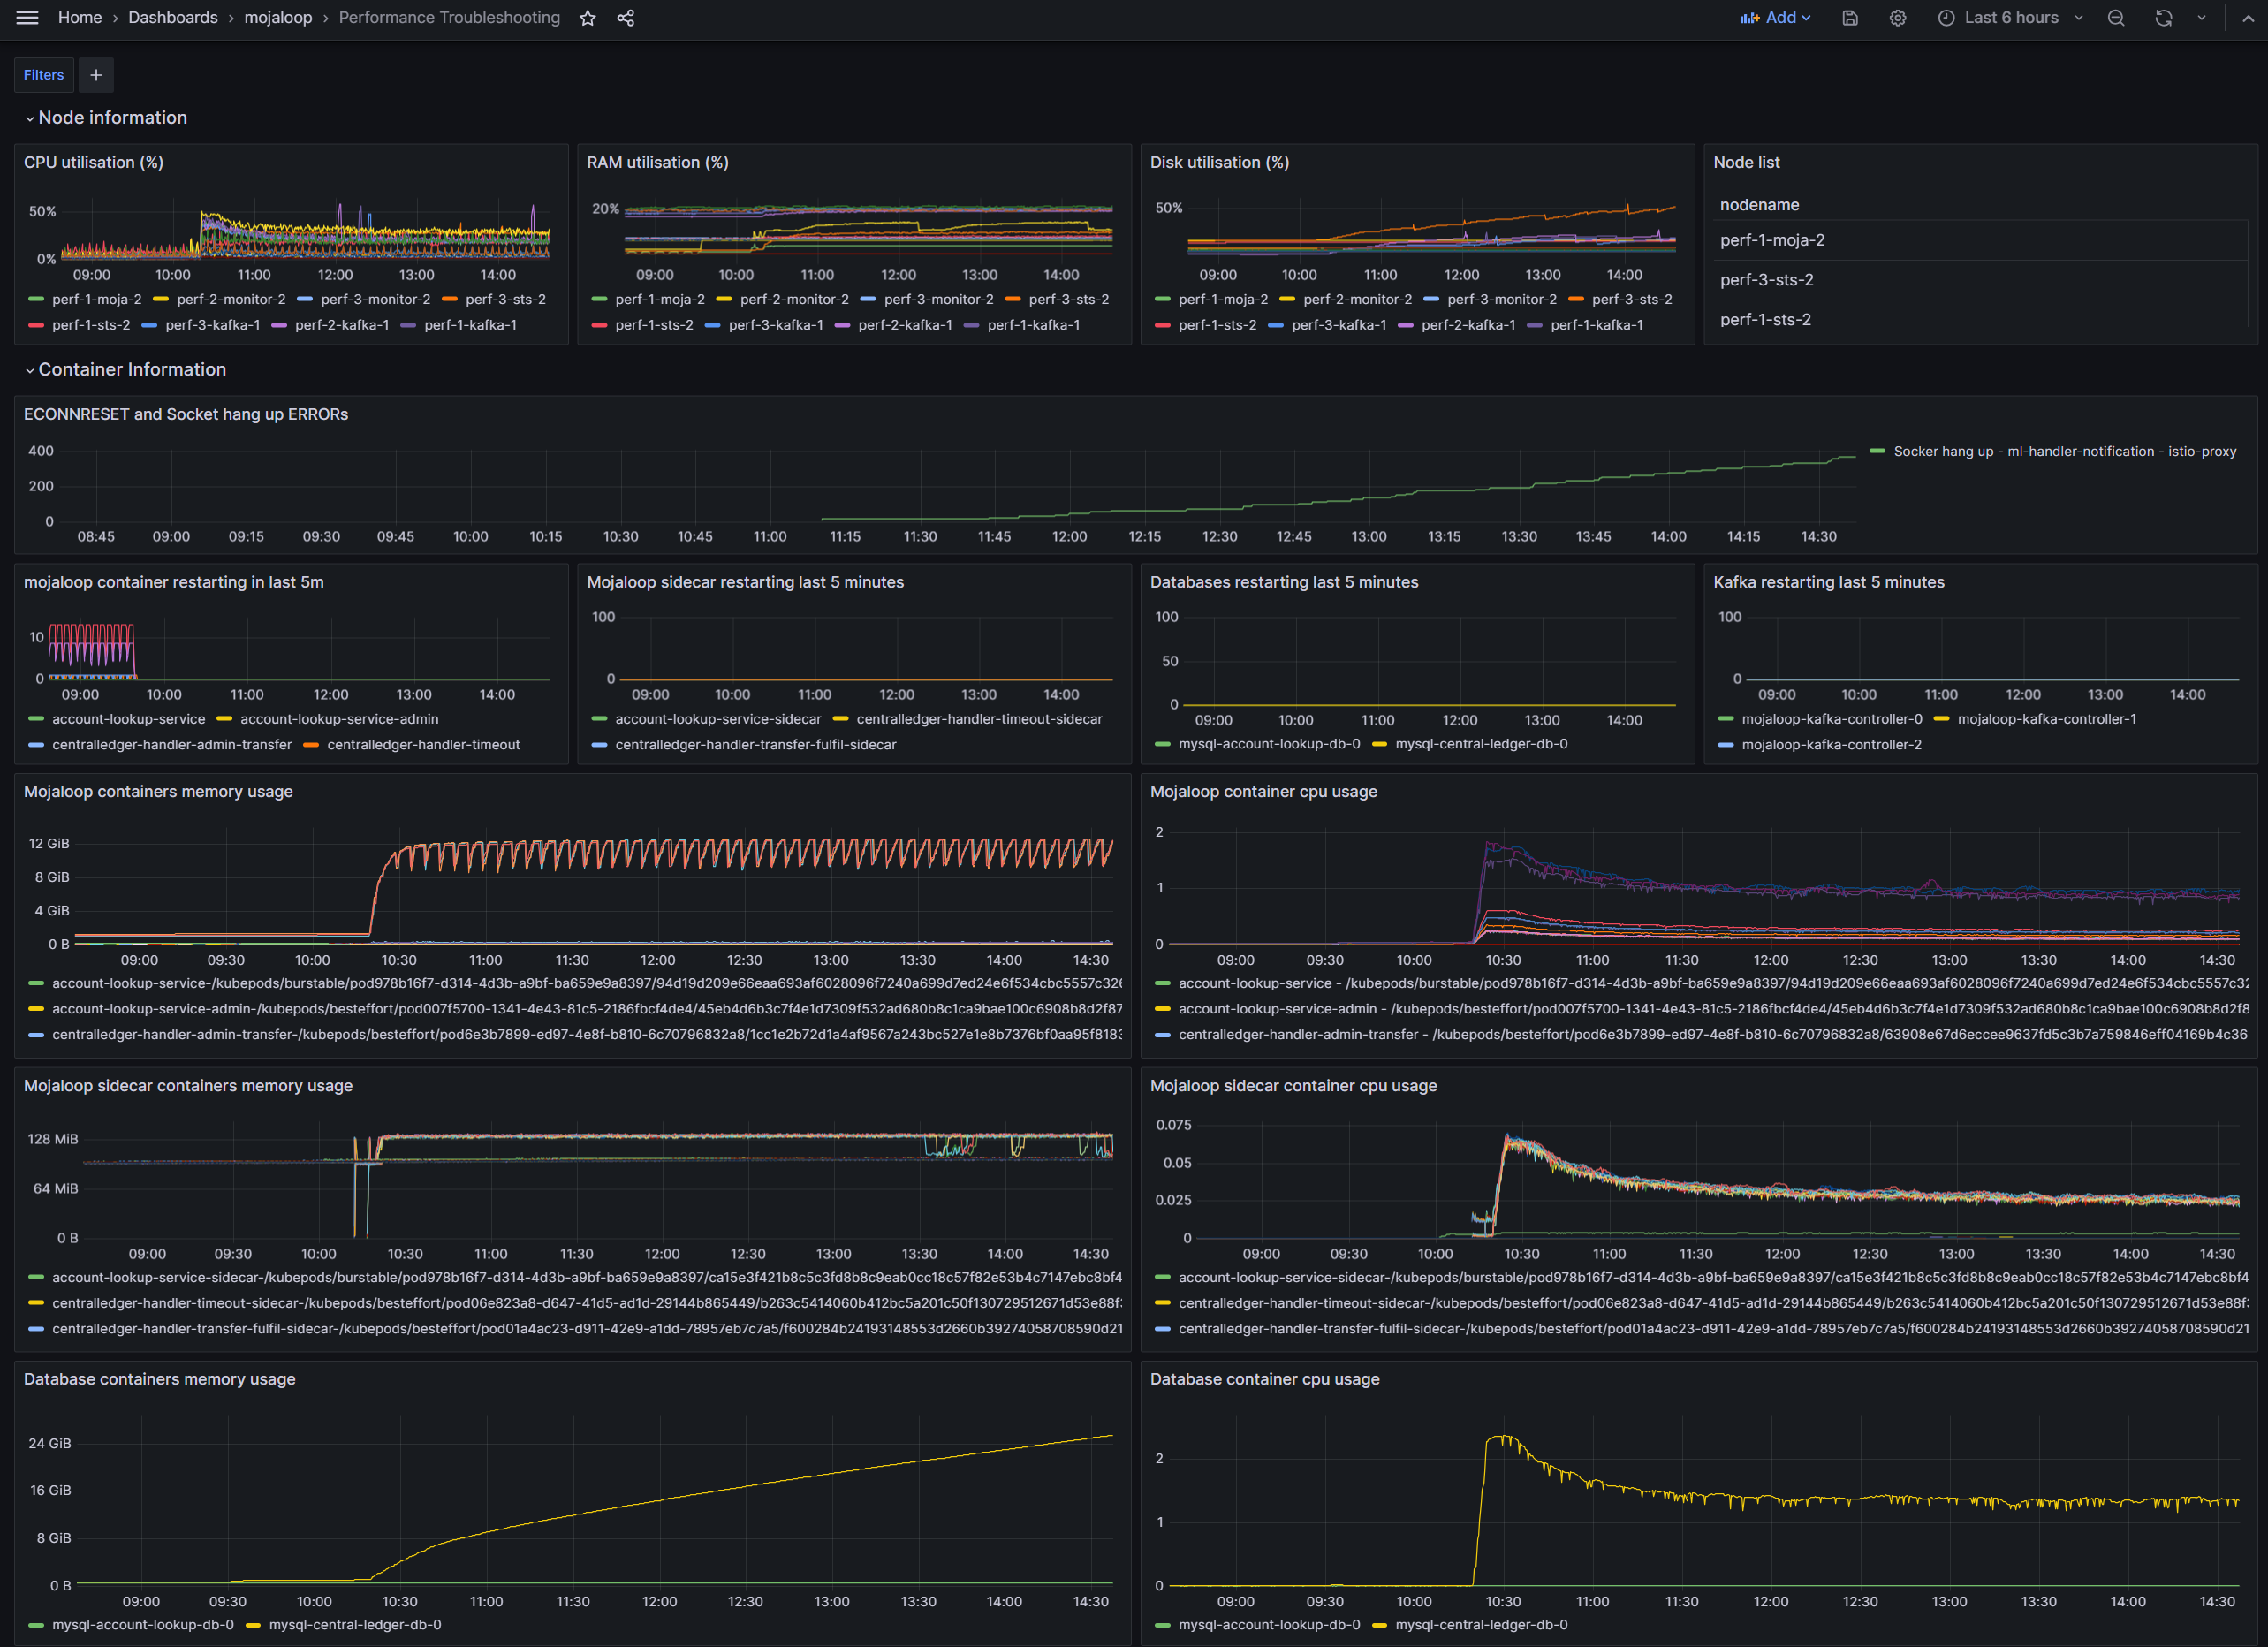 Home › Dashboards › mojaloop › Performance Troubleshooting
Add
Last 6 hours
Filters
+
Node information
CPU utilisation (%)
50%
0%
09:00 10:00 11:00 12:00 13:00 14:00
perf-1-moja-2 perf-2-monitor-2 perf-3-monitor-2 perf-3-sts-2
perf-1-sts-2 perf-3-kafka-1 perf-2-kafka-1 perf-1-kafka-1
RAM utilisation (%)
20%
09:00 10:00 11:00 12:00 13:00 14:00
perf-1-moja-2 perf-2-monitor-2 perf-3-monitor-2 perf-3-sts-2
perf-1-sts-2 perf-3-kafka-1 perf-2-kafka-1 perf-1-kafka-1
Disk utilisation (%)
50%
09:00 10:00 11:00 12:00 13:00 14:00
perf-1-moja-2 perf-2-monitor-2 perf-3-monitor-2 perf-3-sts-2
perf-1-sts-2 perf-3-kafka-1 perf-2-kafka-1 perf-1-kafka-1
Node list
nodename
perf-1-moja-2
perf-3-sts-2
perf-1-sts-2
Container Information
ECONNRESET and Socket hang up ERRORs
400
200
0
08:45 09:00 09:15 09:30 09:45 10:00 10:15 10:30 10:45 11:00 11:15 11:30 11:45 12:00 12:15 12:30 12:45 13:00 13:15 13:30 13:45 14:00 14:15 14:30
Socker hang up - ml-handler-notification - istio-proxy
mojaloop container restarting in last 5m
10
0
09:00 10:00 11:00 12:00 13:00 14:00
account-lookup-service account-lookup-service-admin
centralledger-handler-admin-transfer centralledger-handler-timeout
Mojaloop sidecar restarting last 5 minutes
100
0
09:00 10:00 11:00 12:00 13:00 14:00
account-lookup-service-sidecar centralledger-handler-timeout-sidecar
centralledger-handler-transfer-fulfil-sidecar
Databases restarting last 5 minutes
100
50
0
09:00 10:00 11:00 12:00 13:00 14:00
mysql-account-lookup-db-0 mysql-central-ledger-db-0
Kafka restarting last 5 minutes
100
0
09:00 10:00 11:00 12:00 13:00 14:00
mojaloop-kafka-controller-0 mojaloop-kafka-controller-1
mojaloop-kafka-controller-2
Mojaloop containers memory usage
12 GiB
8 GiB
4 GiB
0 B
09:00 09:30 10:00 10:30 11:00 11:30 12:00 12:30 13:00 13:30 14:00 14:30
account-lookup-service-/kubepods/burstable/pod978b16f7-d314-4d3b-a9bf-ba659e9a8397/94d19d209e66eaa693af6028096f7240a699d7ed24e6f534cbc5557c326
account-lookup-service-admin-/kubepods/besteffort/pod007f5700-1341-4e43-81c5-2186fbcf4de4/45eb4d6b3c7f4e1d7309f532ad680b8c1ca9bae100c6908b8d2f87
centralledger-handler-admin-transfer-/kubepods/besteffort/pod6e3b7899-ed97-4e8f-b810-6c70796832a8/1cc1e2b72d1a4af9567a243bc527e1e8b7376bf0aa95f8183
Mojaloop container cpu usage
2
1
0
09:00 09:30 10:00 10:30 11:00 11:30 12:00 12:30 13:00 13:30 14:00 14:30
account-lookup-service - /kubepods/burstable/pod978b16f7-d314-4d3b-a9bf-ba659e9a8397/94d19d209e66eaa693af6028096f7240a699d7ed24e6f534cbc5557c32
account-lookup-service-admin - /kubepods/besteffort/pod007f5700-1341-4e43-81c5-2186fbcf4de4/45eb4d6b3c7f4e1d7309f532ad680b8c1ca9bae100c6908b8d2f8
centralledger-handler-admin-transfer - /kubepods/besteffort/pod6e3b7899-ed97-4e8f-b810-6c70796832a8/63908e67d6eccee9637fd5c3b7a759846eff04169b4c36
Mojaloop sidecar containers memory usage
128 MiB
64 MiB
0 B
09:00 09:30 10:00 10:30 11:00 11:30 12:00 12:30 13:00 13:30 14:00 14:30
account-lookup-service-sidecar-/kubepods/burstable/pod978b16f7-d314-4d3b-a9bf-ba659e9a8397/ca15e3f421b8c5c3fd8b8c9eab0cc18c57f82e53b4c7147ebc8bf4
centralledger-handler-timeout-sidecar-/kubepods/besteffort/pod06e823a8-d647-41d5-ad1d-29144b865449/b263c5414060b412bc5a201c50f130729512671d53e88f
centralledger-handler-transfer-fulfil-sidecar-/kubepods/besteffort/pod01a4ac23-d911-42e9-a1dd-78957eb7c7a5/f600284b24193148553d2660b39274058708590d21
Mojaloop sidecar container cpu usage
0.075
0.05
0.025
0
09:00 09:30 10:00 10:30 11:00 11:30 12:00 12:30 13:00 13:30 14:00 14:30
account-lookup-service-sidecar-/kubepods/burstable/pod978b16f7-d314-4d3b-a9bf-ba659e9a8397/ca15e3f421b8c5c3fd8b8c9eab0cc18c57f82e53b4c7147ebc8bf4
centralledger-handler-timeout-sidecar-/kubepods/besteffort/pod06e823a8-d647-41d5-ad1d-29144b865449/b263c5414060b412bc5a201c50f130729512671d53e88f
centralledger-handler-transfer-fulfil-sidecar-/kubepods/besteffort/pod01a4ac23-d911-42e9-a1dd-78957eb7c7a5/f600284b24193148553d2660b39274058708590d21
Database containers memory usage
24 GiB
16 GiB
8 GiB
0 B
09:00 09:30 10:00 10:30 11:00 11:30 12:00 12:30 13:00 13:30 14:00 14:30
mysql-account-lookup-db-0 mysql-central-ledger-db-0
Database container cpu usage
2
1
0
09:00 09:30 10:00 10:30 11:00 11:30 12:00 12:30 13:00 13:30 14:00 14:30
mysql-account-lookup-db-0 mysql-central-ledger-db-0